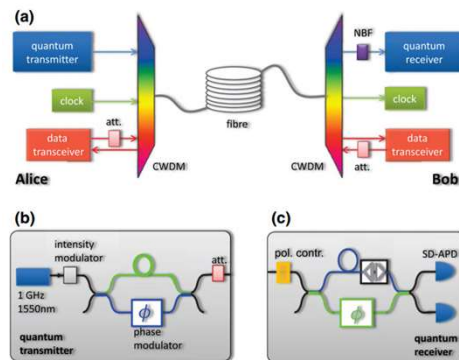 (a)
NBF
quantum
transmitter
quantum
receiver
clock
clock
att.
fibre
data
transceiver
data
transceiver
att.
CWDM
CWDM
Alice
Bob
(b)
(c)
intensity
modulator
att.
pol. contr.
SD-APD
1 GHz
1550nm
ϕ
ϕ
phase
modulator
quantum
transmitter
quantum
receiver